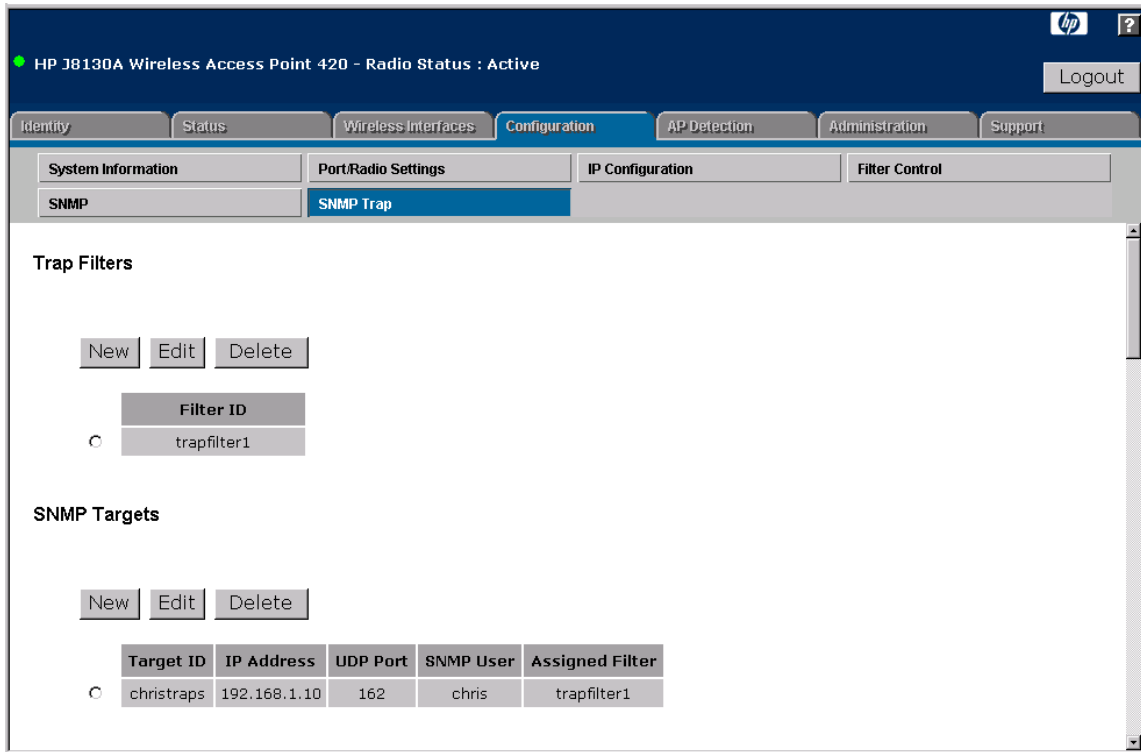 hp ?
HP J8130A Wireless Access Point 420 - Radio Status : Active
Logout
Identity Status Wireless Interfaces Configuration AP Detection Administration Support
System Information Port/Radio Settings IP Configuration Filter Control
SNMP SNMP Trap
Trap Filters
New Edit Delete
Filter ID
trapfilter1
SNMP Targets
New Edit Delete
Target ID IP Address UDP Port SNMP User Assigned Filter
christraps 192.168.1.10 162 chris trapfilter1